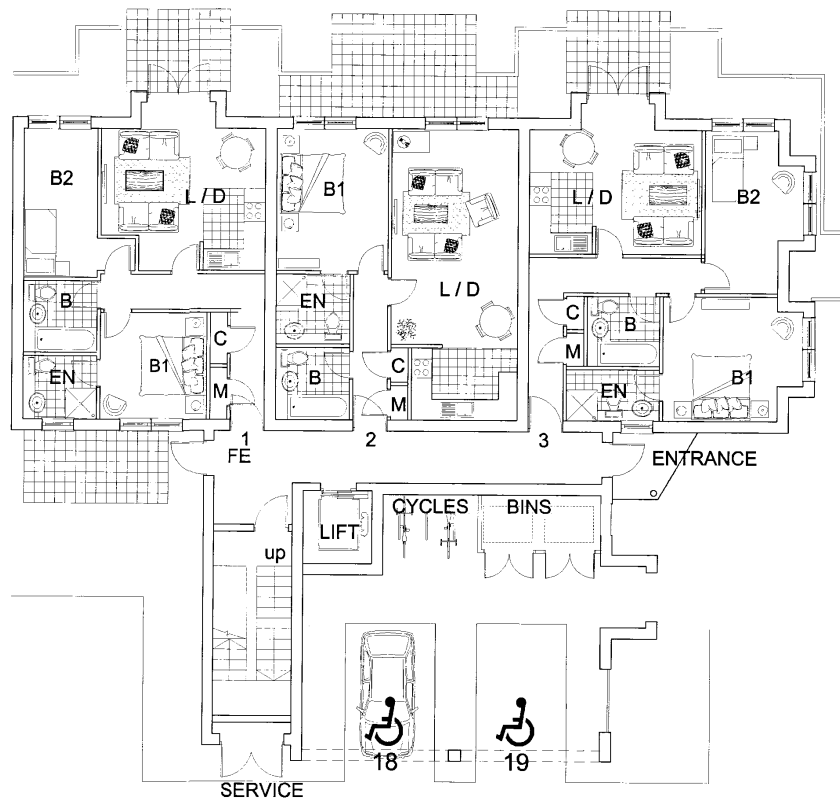 B2
L / D
B1
L / D
L / D
B2
B
EN
B1
C
M
EN
B
C
M
C
M
B
EN
B1
1
FE
2
3
ENTRANCE
CYCLES
BINS
LIFT
up
18
19
SERVICE